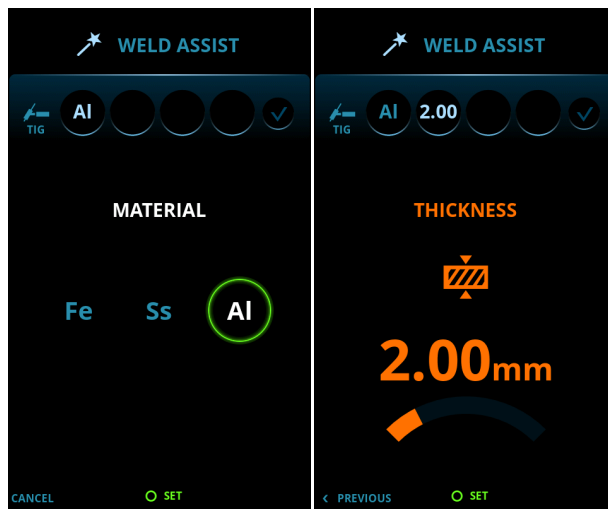 WELD ASSIST
TIG
Al
MATERIAL
Fe Ss Al
CANCEL
SET
WELD ASSIST
TIG
Al 2.00
THICKNESS
2.00mm
‹ PREVIOUS
SET